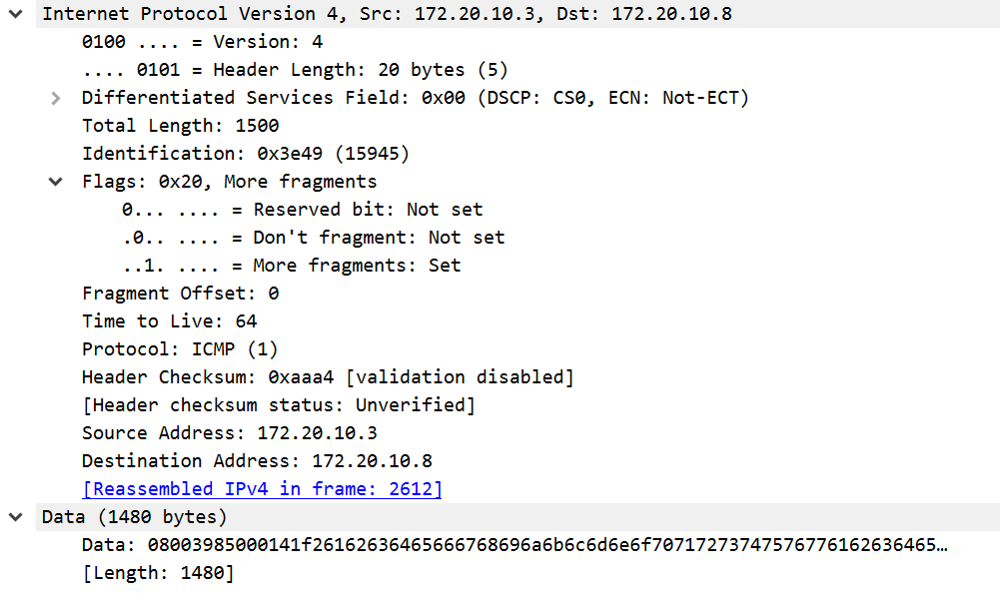 Internet Protocol Version 4, Src: 172.20.10.3, Dst: 172.20.10.8
0100 .... = Version: 4
.... 0101 = Header Length: 20 bytes (5)
Differentiated Services Field: 0x00 (DSCP: CS0, ECN: Not-ECT)
Total Length: 1500
Identification: 0x3e49 (15945)
Flags: 0x20, More fragments
0... .... = Reserved bit: Not set
.0.. .... = Don't fragment: Not set
..1. .... = More fragments: Set
Fragment Offset: 0
Time to Live: 64
Protocol: ICMP (1)
Header Checksum: 0xaaa4 [validation disabled]
[Header checksum status: Unverified]
Source Address: 172.20.10.3
Destination Address: 172.20.10.8
[Reassembled IPv4 in frame: 2612]
Data (1480 bytes)
Data: 08003985000141f26162636465666768696a6b6c6d6e6f7071727374757677616263646­5…
[Length: 1480]